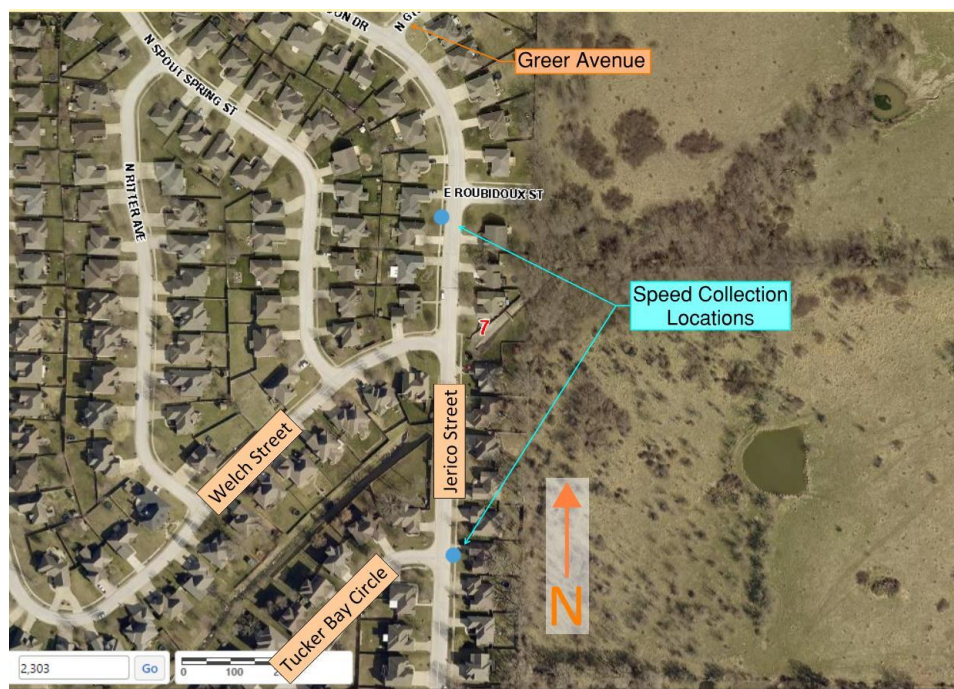 N SPOUT SPRING ST
Greer Avenue
N RITTER AVE
E ROUBIDOUX ST
Speed Collection
Locations
7
Jerico Street
Welch Street
Tucker Bay Circle
N
2,303
Go
0 100